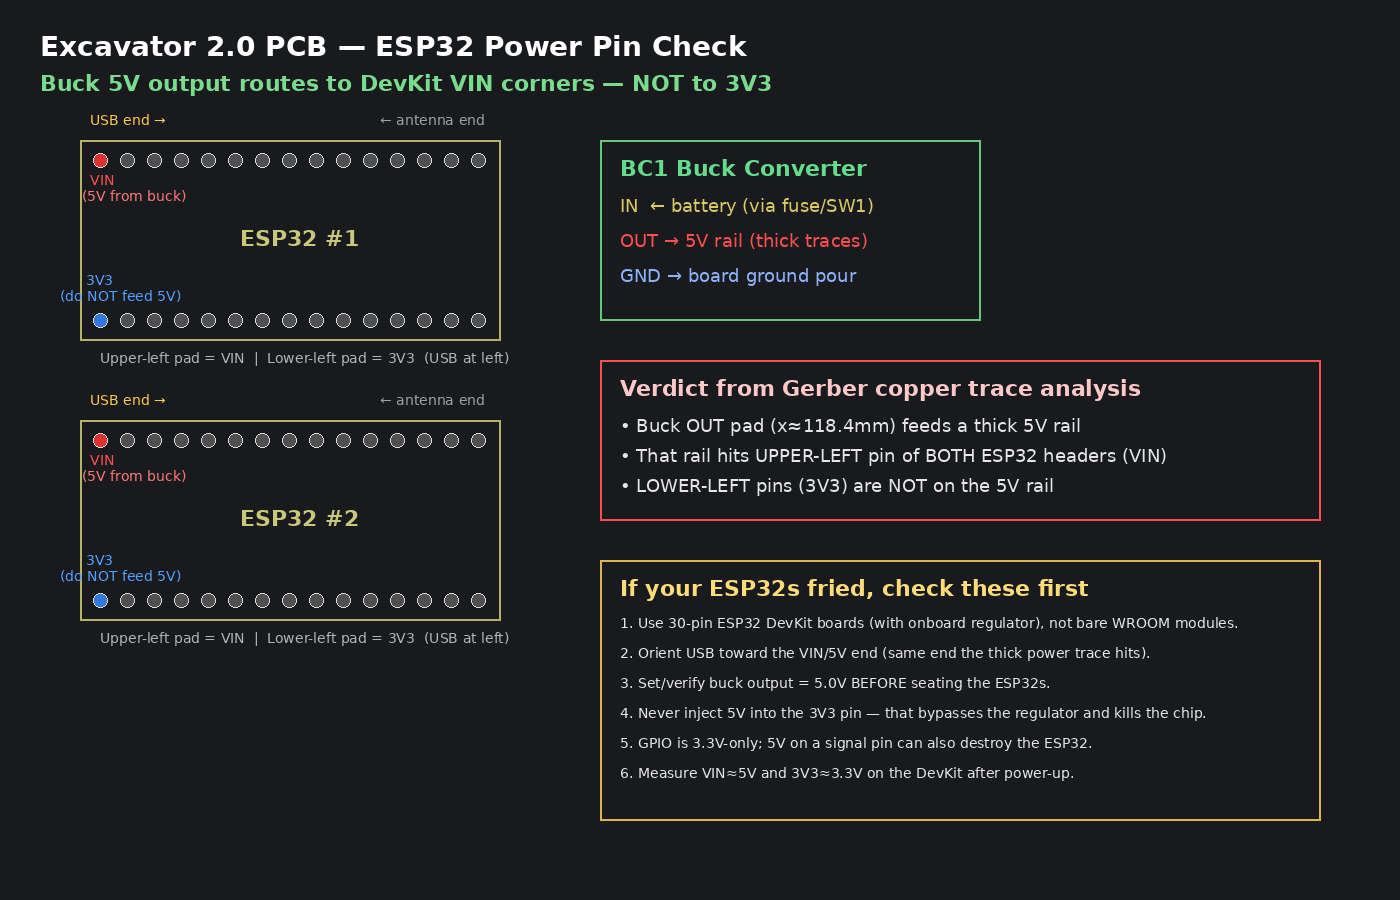 Excavator 2.0 PCB — ESP32 Power Pin Check
Buck 5V output routes to DevKit VIN corners — NOT to 3V3
USB end →
← antenna end
VIN
(5V from buck)
ESP32 #1
3V3
(do NOT feed 5V)
Upper-left pad = VIN | Lower-left pad = 3V3 (USB at left)
USB end →
← antenna end
VIN
(5V from buck)
ESP32 #2
3V3
(do NOT feed 5V)
Upper-left pad = VIN | Lower-left pad = 3V3 (USB at left)
BC1 Buck Converter
IN ← battery (via fuse/SW1)
OUT → 5V rail (thick traces)
GND → board ground pour
Verdict from Gerber copper trace analysis
• Buck OUT pad (x≈118.4mm) feeds a thick 5V rail
• That rail hits UPPER-LEFT pin of BOTH ESP32 headers (VIN)
• LOWER-LEFT pins (3V3) are NOT on the 5V rail
If your ESP32s fried, check these first
1. Use 30-pin ESP32 DevKit boards (with onboard regulator), not bare WROOM modules.
2. Orient USB toward the VIN/5V end (same end the thick power trace hits).
3. Set/verify buck output = 5.0V BEFORE seating the ESP32s.
4. Never inject 5V into the 3V3 pin — that bypasses the regulator and kills the chip.
5. GPIO is 3.3V-only; 5V on a signal pin can also destroy the ESP32.
6. Measure VIN≈5V and 3V3≈3.3V on the DevKit after power-up.